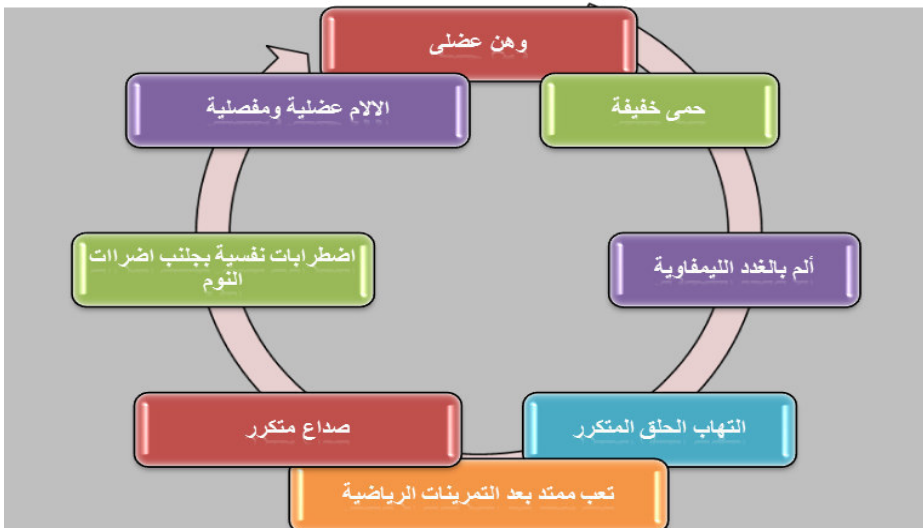 وهن عضلى
حمى خفيفة
ألم بالغدد الليمفاوية
التهاب الحلق المتكرر
تعب ممتد بعد التمرينات الرياضية
صداع متكرر
اضطرابات نفسية بجلنب اضراات
النوم
الالام عضلية ومفصلية